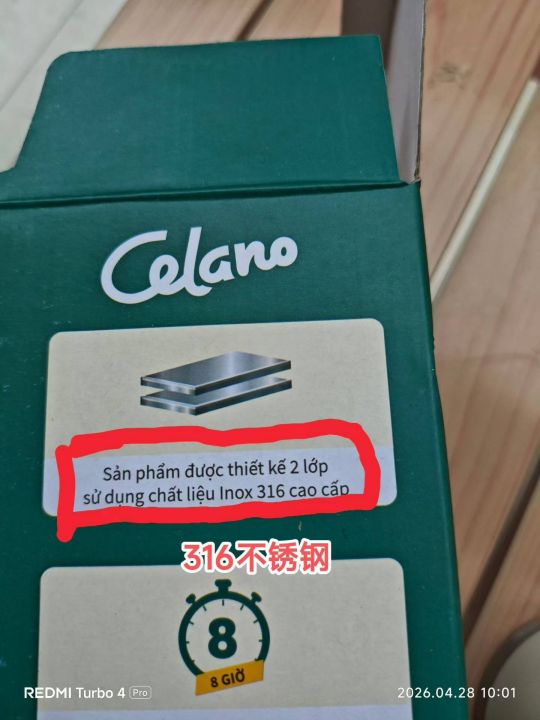 Celano
Sản phẩm được thiết kế 2 lớp
sử dụng chất liệu Inox 316 cao cấp
316不锈钢
8
8 GIỜ
REDMI Turbo 4 Pro
2026.04.28 10:01